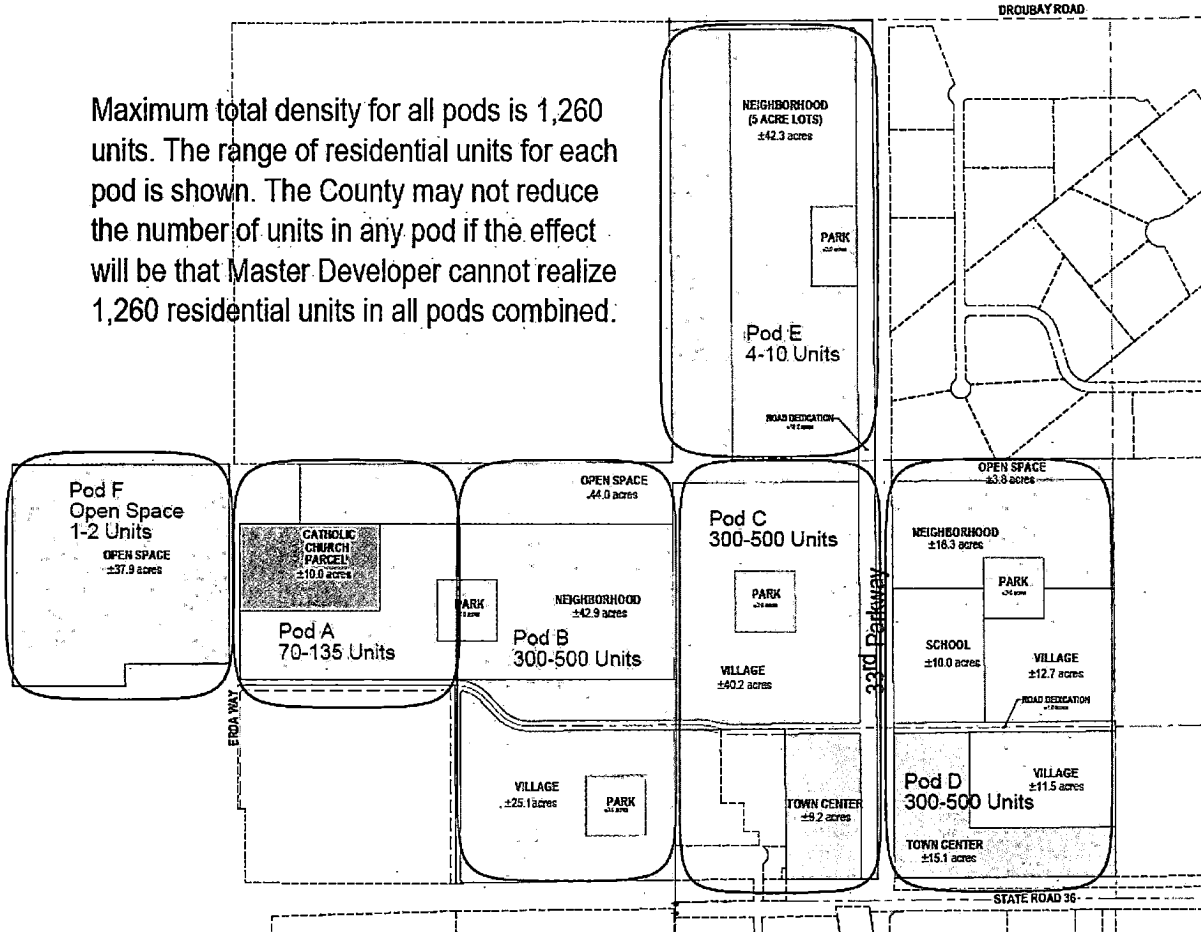 DROUBAY ROAD
Maximum total density for all pods is 1,260
units. The range of residential units for each
pod is shown. The County may not reduce
the number of units in any pod if the effect
will be that Master Developer cannot realize
1,260 residential units in all pods combined.
NEIGHBORHOOD
(5 ACRE LOTS)
±42.3 acres
PARK
Pod E
4-10 Units
ROAD DEDICATION
Pod F
Open Space
1-2 Units
OPEN SPACE
±37.9 acres
CATHOLIC
CHURCH
PARCEL
±10.0 acres
Pod A
70-135 Units
PARK
OPEN SPACE
44.0 acres
NEIGHBORHOOD
±42.9 acres
Pod B
300-500 Units
Pod C
300-500 Units
PARK
VILLAGE
±40.2 acres
33rd Parkway
OPEN SPACE
±3.8 acres
NEIGHBORHOOD
±16.3 acres
PARK
SCHOOL
±10.0 acres
VILLAGE
±12.7 acres
ROAD DEDICATION
ERDA WAY
VILLAGE
±25.1 acres
PARK
TOWN CENTER
±9.2 acres
Pod D
300-500 Units
VILLAGE
±11.5 acres
TOWN CENTER
±15.1 acres
STATE ROAD 36